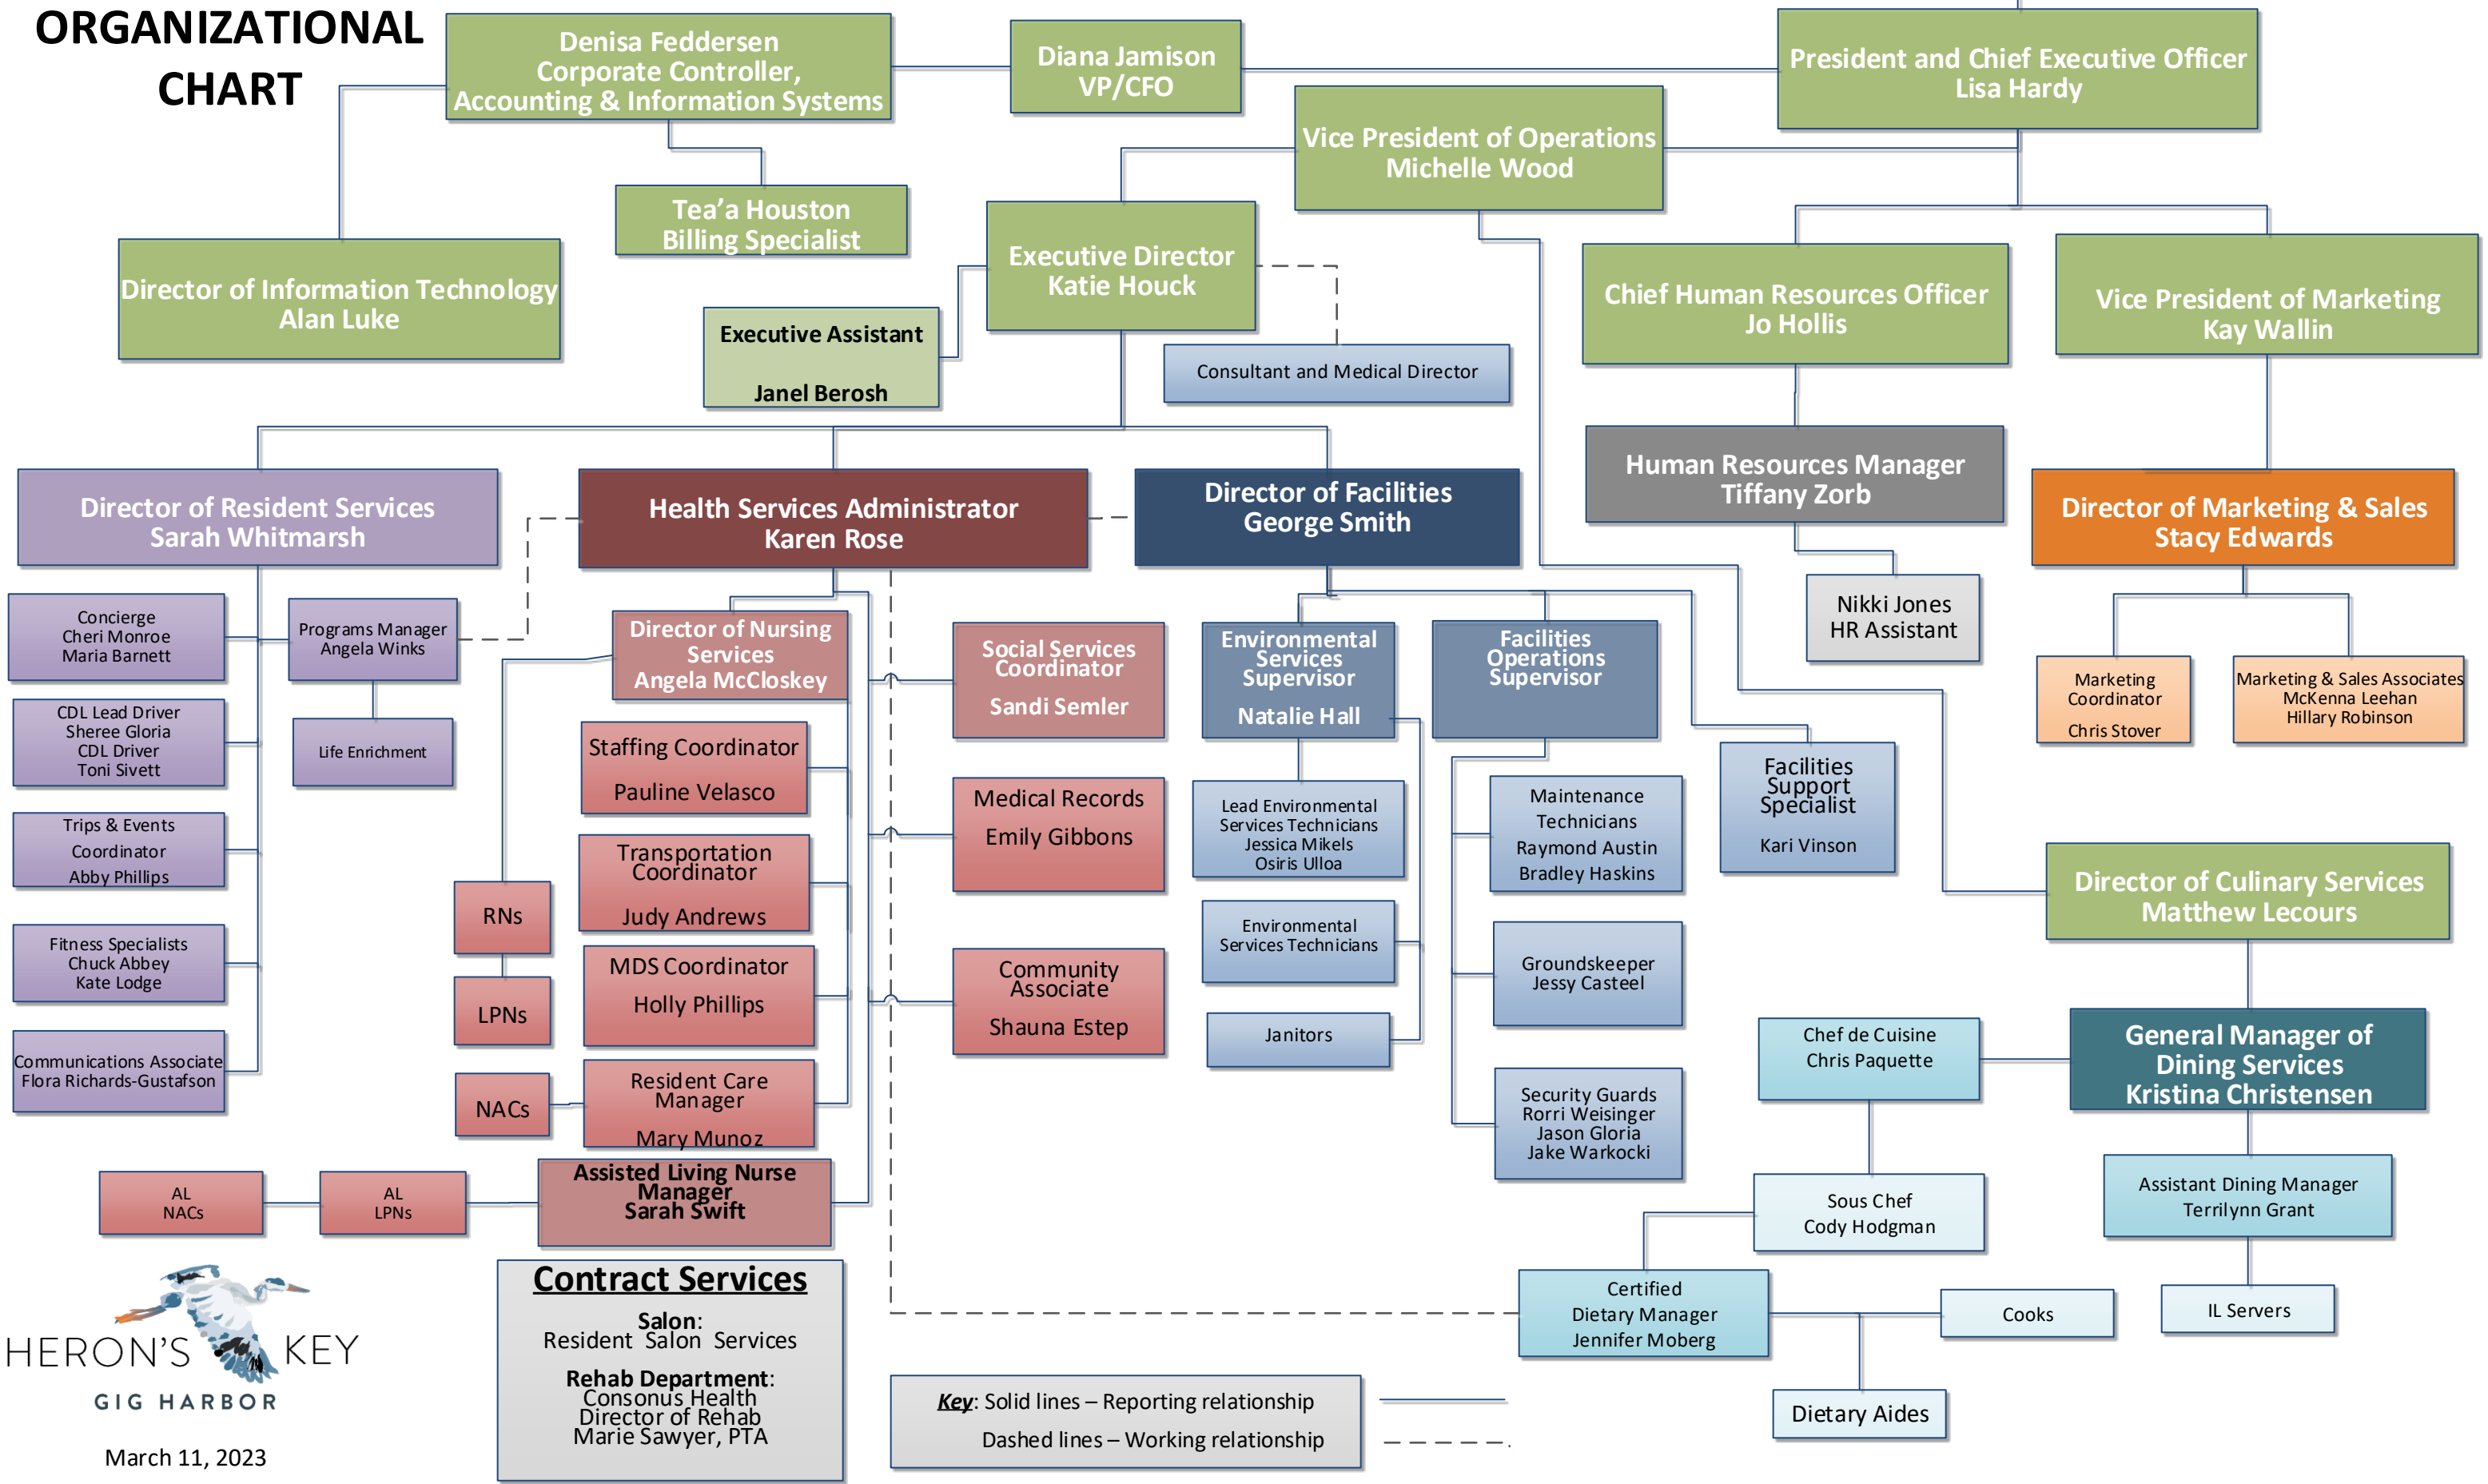 ORGANIZATIONAL
CHART
Denisa Feddersen
Corporate Controller,
Accounting & Information Systems
Diana Jamison
VP/CFO
President and Chief Executive Officer
Lisa Hardy
Vice President of Operations
Michelle Wood
Tea’a Houston
Billing Specialist
Director of Information Technology
Alan Luke
Executive Director
Katie Houck
Executive Assistant
Janel Berosh
Consultant and Medical Director
Chief Human Resources Officer
Jo Hollis
Vice President of Marketing
Kay Wallin
Director of Resident Services
Sarah Whitmarsh
Health Services Administrator
Karen Rose
Director of Facilities
George Smith
Human Resources Manager
Tiffany Zorb
Director of Marketing & Sales
Stacy Edwards
Nikki Jones
HR Assistant
Marketing
Coordinator
Chris Stover
Marketing & Sales Associates
McKenna Leehan
Hillary Robinson
Concierge
Cheri Monroe
Maria Barnett
Programs Manager
Angela Winks
CDL Lead Driver
Sheree Gloria
CDL Driver
Toni Sivett
Life Enrichment
Trips & Events
Coordinator
Abby Phillips
Fitness Specialists
Chuck Abbey
Kate Lodge
Communications Associate
Flora Richards-Gustafson
Director of Nursing
Services
Angela McCloskey
Staffing Coordinator
Pauline Velasco
Transportation
Coordinator
Judy Andrews
MDS Coordinator
Holly Phillips
Resident Care
Manager
Mary Munoz
RNs
LPNs
NACs
Assisted Living Nurse
Manager
Sarah Swift
AL
LPNs
AL
NACs
Social Services
Coordinator
Sandi Semler
Medical Records
Emily Gibbons
Community
Associate
Shauna Estep
Environmental
Services
Supervisor
Natalie Hall
Lead Environmental
Services Technicians
Jessica Mikels
Osiris Ulloa
Environmental
Services Technicians
Janitors
Facilities
Operations
Supervisor
Maintenance
Technicians
Raymond Austin
Bradley Haskins
Groundskeeper
Jessy Casteel
Security Guards
Rorri Weisinger
Jason Gloria
Jake Warkocki
Facilities
Support
Specialist
Kari Vinson
Director of Culinary Services
Matthew Lecours
General Manager of
Dining Services
Kristina Christensen
Chef de Cuisine
Chris Paquette
Sous Chef
Cody Hodgman
Assistant Dining Manager
Terrilynn Grant
IL Servers
Certified
Dietary Manager
Jennifer Moberg
Cooks
Dietary Aides
Contract Services
Salon:
Resident Salon Services
Rehab Department:
Consonus Health
Director of Rehab
Marie Sawyer, PTA
Key: Solid lines – Reporting relationship
Dashed lines – Working relationship
HERON’S KEY
GIG HARBOR
March 11, 2023